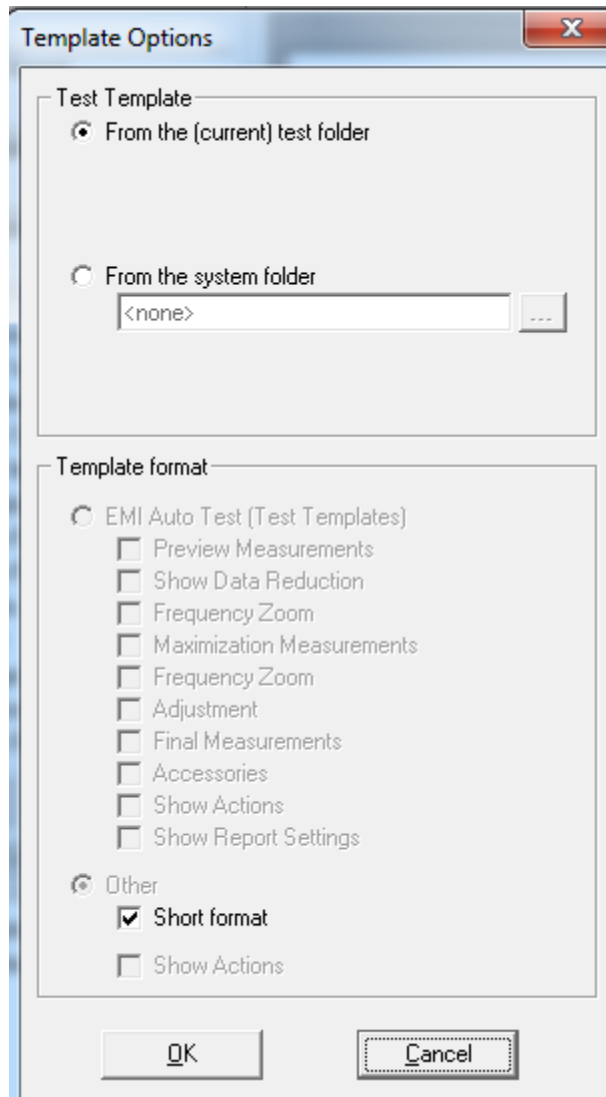 Template Options
Test Template
From the (current) test folder
From the system folder
<none>
...
Template format
EMI Auto Test (Test Templates)
Preview Measurements
Show Data Reduction
Frequency Zoom
Maximization Measurements
Frequency Zoom
Adjustment
Final Measurements
Accessories
Show Actions
Show Report Settings
Other
Short format
Show Actions
OK Cancel